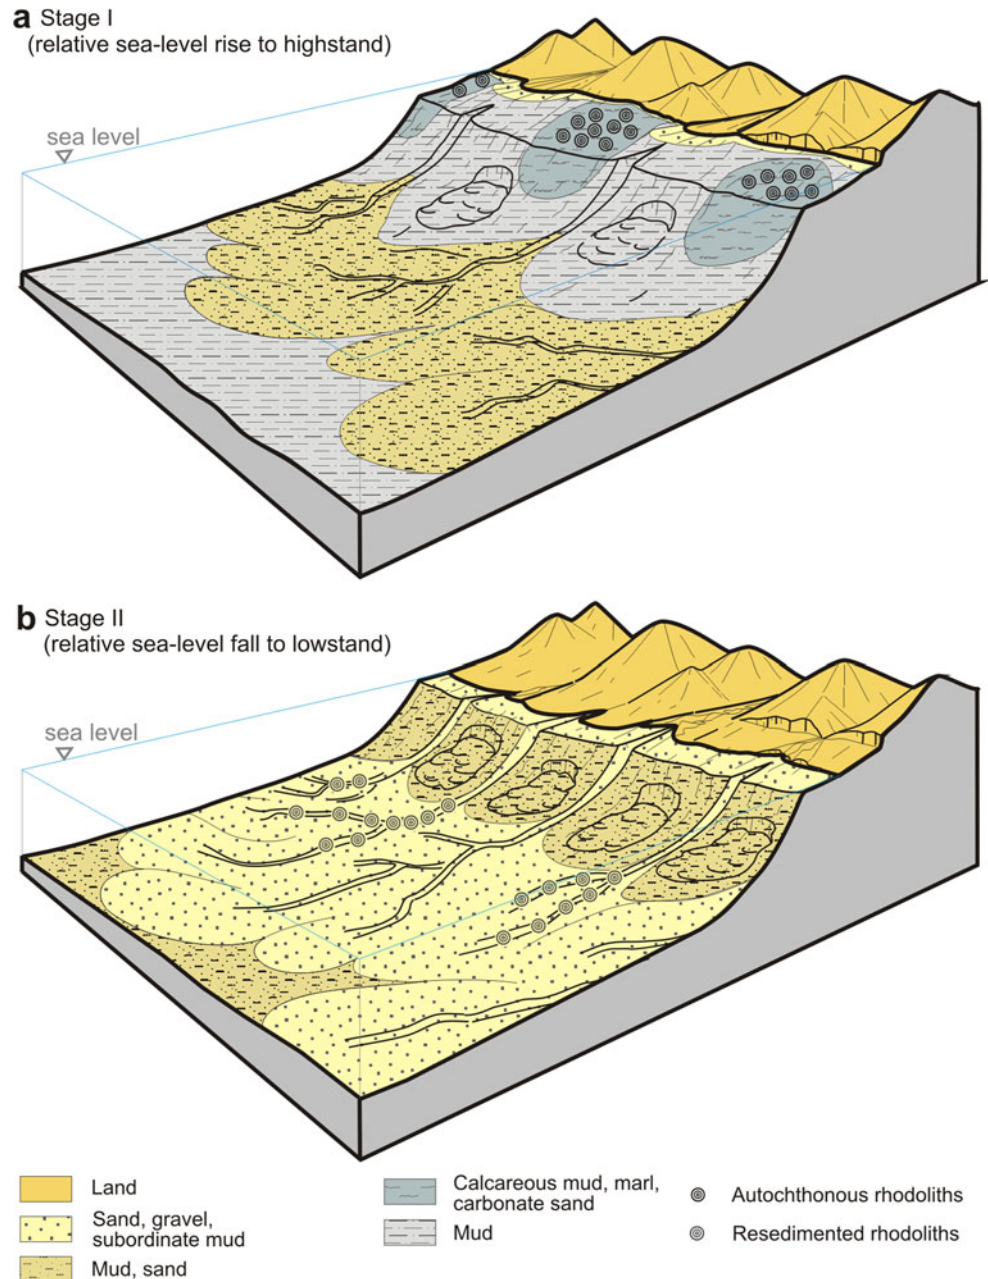 a Stage I
(relative sea-level rise to highstand)
sea level
b Stage II
(relative sea-level fall to lowstand)
sea level
Land
Sand, gravel,
subordinate mud
Mud, sand
Calcareous mud, marl,
carbonate sand
Mud
Autochthonous rhodoliths
Resedimented rhodoliths